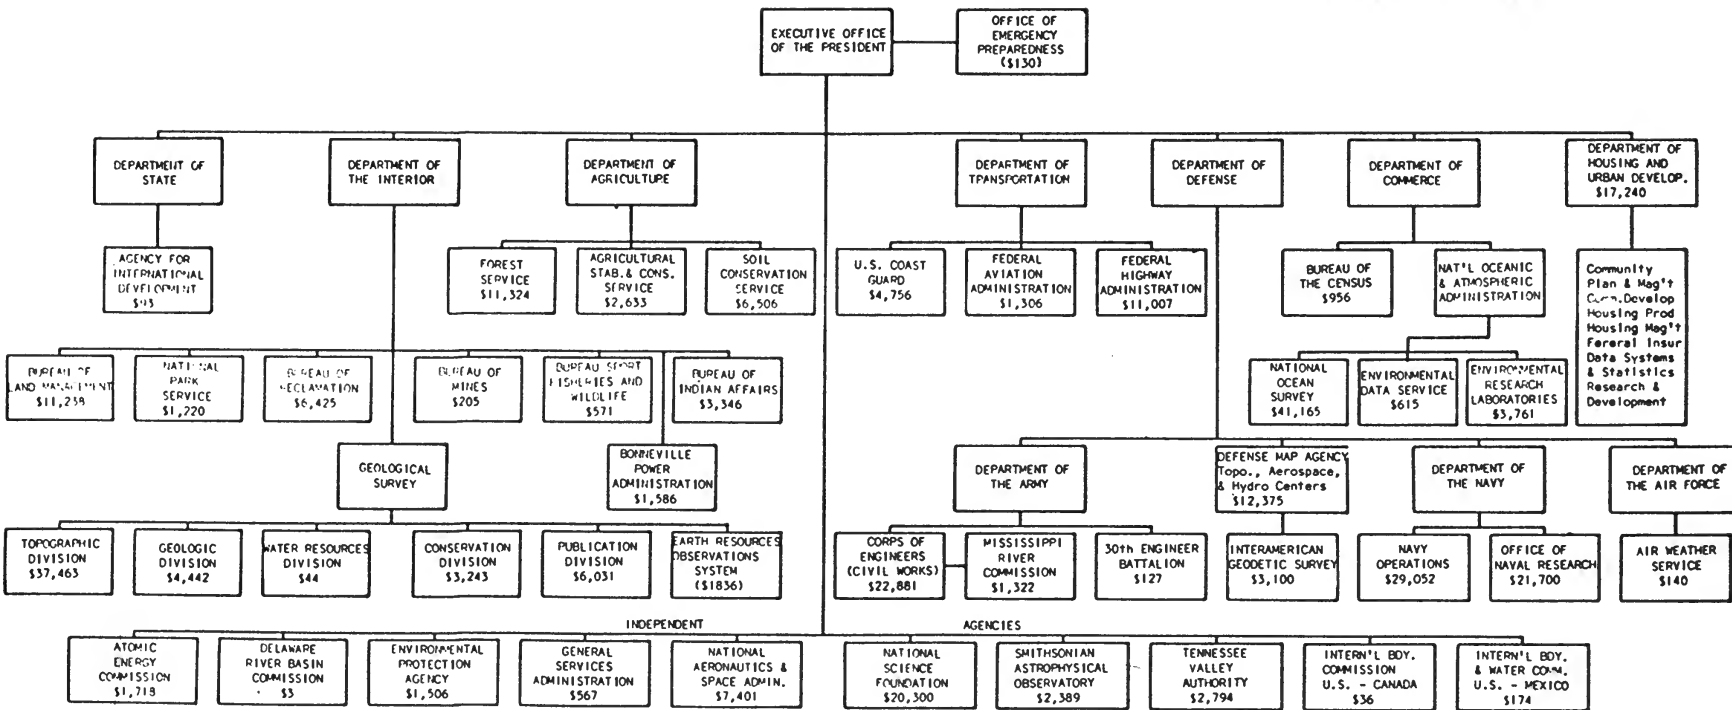 EXECUTIVE OFFICE
OF THE PRESIDENT
OFFICE OF
EMERGENCY
PREPAREDNESS
($130)
DEPARTMENT OF
STATE
DEPARTMENT OF
THE INTERIOR
DEPARTMENT OF
AGRICULTURE
DEPARTMENT OF
TRANSPORTATION
DEPARTMENT OF
DEFENSE
DEPARTMENT OF
COMMERCE
DEPARTMENT OF
HOUSING AND
URBAN DEVELOP.
$17,240
AGENCY FOR
INTERNATIONAL
DEVELOPMENT
$93
FOREST
SERVICE
$11,324
AGRICULTURAL
STAB.& CONS.
SERVICE
$2,633
SOIL
CONSERVATION
SERVICE
$6,506
U.S. COAST
GUARD
$4,756
FEDERAL
AVIATION
ADMINISTRATION
$1,306
FEDERAL
HIGHWAY
ADMINISTRATION
$11,007
BUREAU OF
THE CENSUS
$956
NAT'L OCEANIC
& ATMOSPHERIC
ADMINISTRATION
Community
Plan & Mag't
Com.Develop
Housing Prod
Housing Mag't
Fereral Insur
Data Systems
& Statistics
Research &
Development
BUREAU OF
LAND MANAGEMENT
$11,238
NATIONAL
PARK
SERVICE
$1,220
BUREAU OF
RECLAMATION
$6,425
BUREAU OF
MINES
$205
BUREAU SPORT
FISHERIES AND
WILDLIFE
$571
BUREAU OF
INDIAN AFFAIRS
$3,346
NATIONAL
OCEAN
SURVEY
$41,165
ENVIRONMENTAL
DATA SERVICE
$615
ENVIRONMENTAL
RESEARCH
LABORATORIES
$3,761
GEOLOGICAL
SURVEY
BONNEVILLE
POWER
ADMINISTRATION
$1,586
DEPARTMENT OF
THE ARMY
DEFENSE MAP AGENCY
Topo., Aerospace,
& Hydro Centers
$12,375
DEPARTMENT OF
THE NAVY
DEPARTMENT OF
THE AIR FORCE
TOPOGRAPHIC
DIVISION
$37,463
GEOLOGIC
DIVISION
$4,442
WATER RESOURCES
DIVISION
$44
CONSERVATION
DIVISION
$3,243
PUBLICATION
DIVISION
$6,031
EARTH RESOURCES
OBSERVATIONS
SYSTEM
($1836)
CORPS OF
ENGINEERS
(CIVIL WORKS)
$22,881
MISSISSIPPI
RIVER
COMMISSION
$1,322
30th ENGINEER
BATTALION
$127
INTERAMERICAN
GEODETIC SURVEY
$3,100
NAVY
OPERATIONS
$29,052
OFFICE OF
NAVAL RESEARCH
$21,700
AIR WEATHER
SERVICE
$140
INDEPENDENT AGENCIES
ATOMIC
ENERGY
COMMISSION
$1,718
DELAWARE
RIVER BASIN
COMMISSION
$3
ENVIRONMENTAL
PROTECTION
AGENCY
$1,506
GENERAL
SERVICES
ADMINISTRATION
$567
NATIONAL
AERONAUTICS &
SPACE ADMIN.
$7,401
NATIONAL
SCIENCE
FOUNDATION
$20,300
SMITHSONIAN
ASTROPHYSICAL
OBSERVATORY
$2,389
TENNESSEE
VALLEY
AUTHORITY
$2,794
INTERN'L BDY.
COMMISSION
U.S. - CANADA
$36
INTERN'L BDY.
& WATER COMM.
U.S. - MEXICO
$174